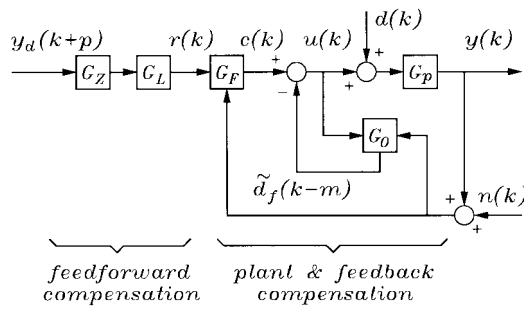 y_d(k+p) r(k) c(k) u(k) d(k) y(k)
G_Z G_L G_F + − + + G_p
G_0
d̃_f(k−m) n(k)
+ +
feedforward compensation
plant & feedback compensation